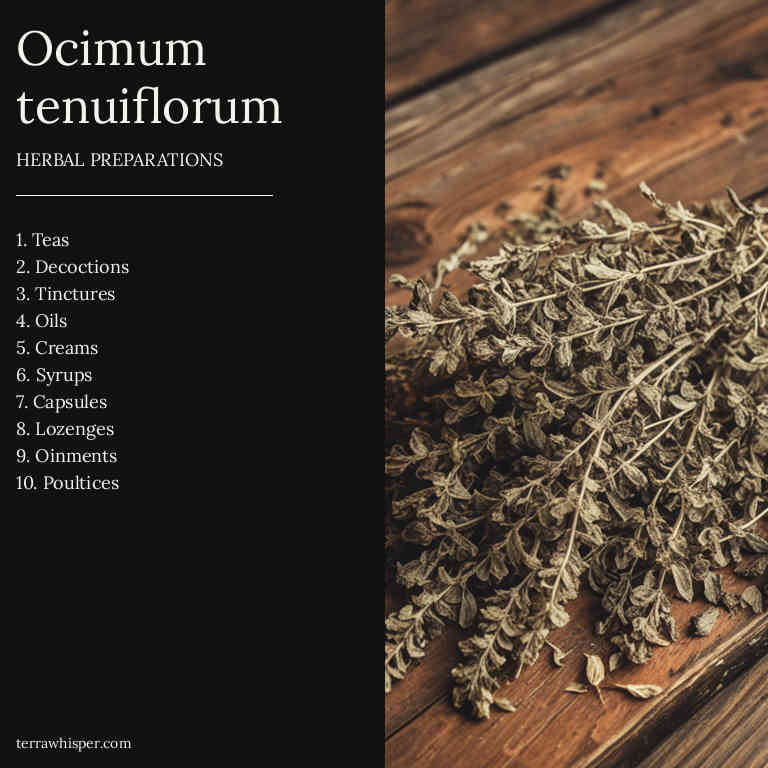 Ocimum
tenuiflorum
HERBAL PREPARATIONS
1. Teas
2. Decoctions
3. Tinctures
4. Oils
5. Creams
6. Syrups
7. Capsules
8. Lozenges
9. Oinments
10. Poultices
terrawhisper.com